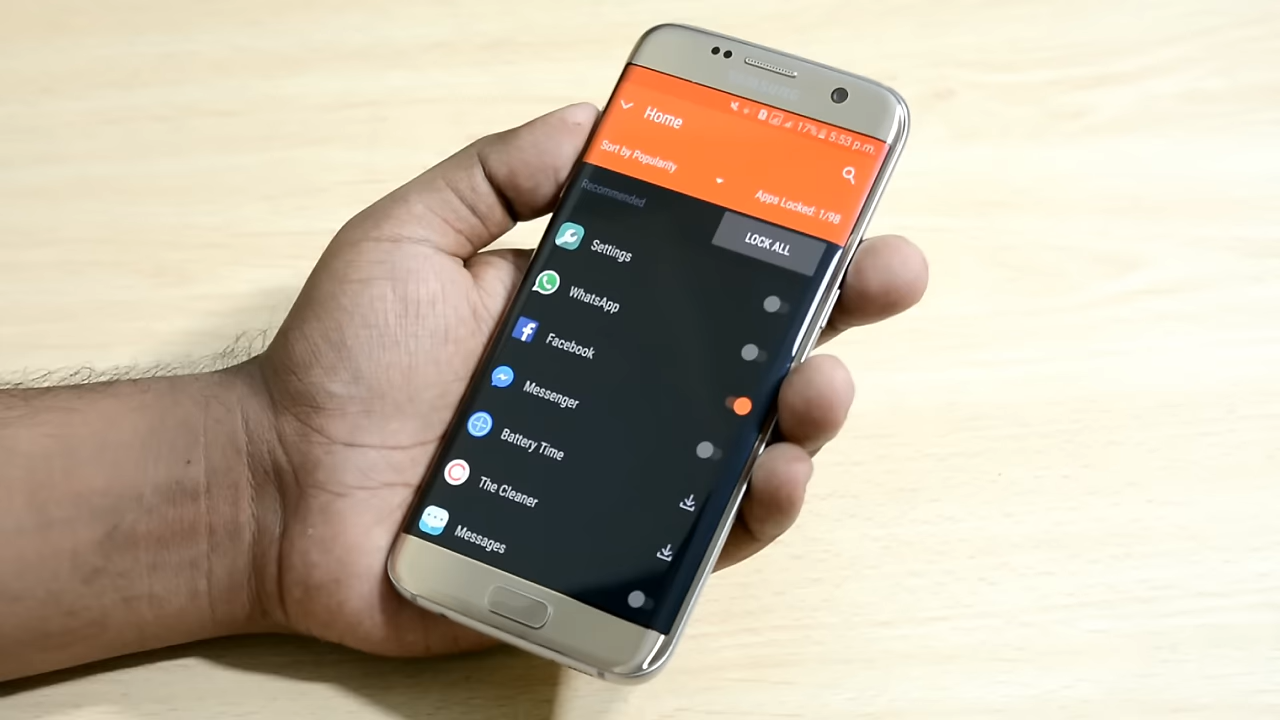 SAMSUNG
17% 5:53 p.m.
Home
Sort by Popularity
Apps Locked: 1/98
Recommended
LOCK ALL
Settings
WhatsApp
Facebook
Messenger
Battery Time
The Cleaner
Messages